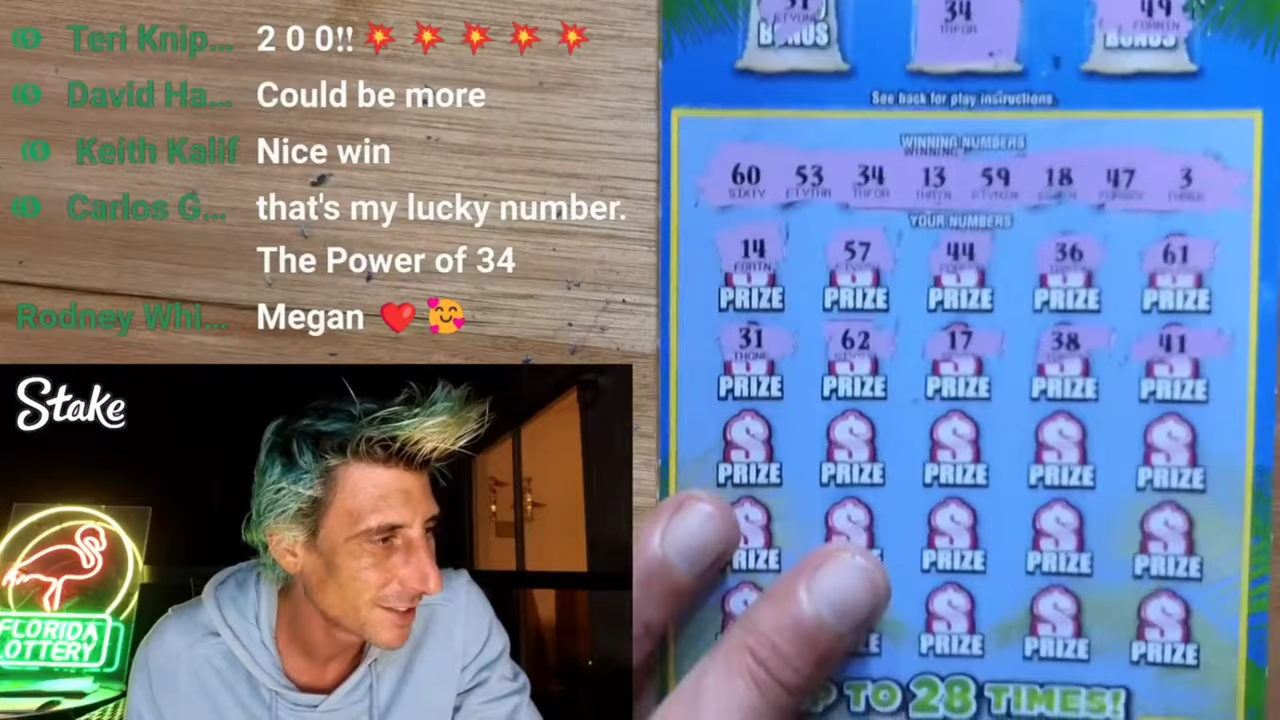 Teri Knip... 2 0 0!! 💥 💥 💥 💥 💥
David Ha... Could be more
Keith Kalif Nice win
Carlos G... that's my lucky number.
The Power of 34
Rodney Whi... Megan ❤️ 🥰
Stake
FLORIDA
LOTTERY
31 34 49
BONUS BONUS
See back for play instructions.
WINNING NUMBERS
60 53 34 13 59 18 47 3
SIXTY
YOUR NUMBERS
14 57 44 36 61
PRIZE PRIZE PRIZE PRIZE PRIZE
31 62 17 38 41
PRIZE PRIZE PRIZE PRIZE PRIZE
$ $ $ $ $
PRIZE PRIZE PRIZE PRIZE PRIZE
$ $ $ $ $
PRIZE PRIZE PRIZE PRIZE
$ $ $
PRIZE PRIZE PRIZE
TO 28 TIMES!